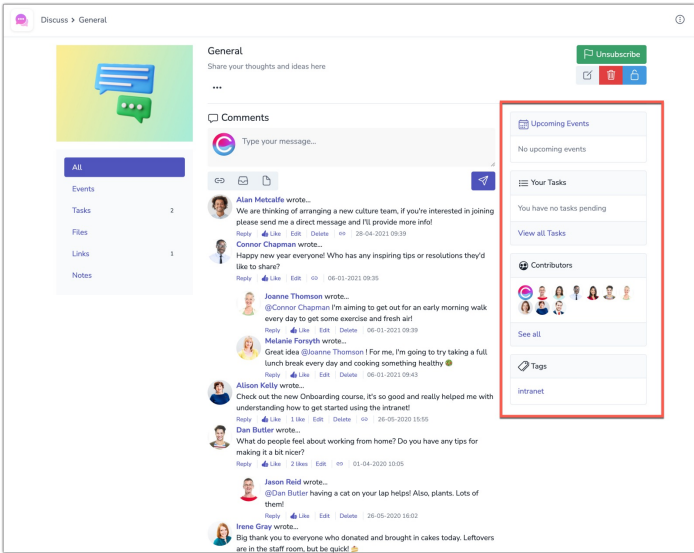 Discuss > General
General
Share your thoughts and ideas here
Unsubscribe
All
Events
Tasks 2
Files
Links 1
Notes
Comments
Type your message...
Alan Metcalfe wrote...
We are thinking of arranging a new culture team, if you're interested in joining
please send me a direct message and I'll provide more info!
Reply Like Edit Delete 28-04-2021 09:39
Connor Chapman wrote...
Happy new year everyone! Who has any inspiring tips or resolutions they'd
like to share?
Reply Like Edit 06-01-2021 09:35
Joanne Thomson wrote...
@Connor Chapman I'm aiming to get out for an early morning walk
every day to get some exercise and fresh air!
Reply Like Edit Delete 06-01-2021 09:39
Melanie Forsyth wrote...
Great idea @Joanne Thomson ! For me, I'm going to try taking a full
lunch break every day and cooking something healthy
Reply Like Edit Delete 06-01-2021 09:43
Alison Kelly wrote...
Check out the new Onboarding course, it's so good and really helped me with
understanding how to get started using the intranet!
Reply Like 1 like Edit Delete 26-05-2020 15:55
Dan Butler wrote...
What do people feel about working from home? Do you have any tips for
making it a bit nicer?
Reply Like 2 likes Edit 01-04-2020 10:05
Jason Reid wrote...
@Dan Butler having a cat on your lap helps! Also, plants. Lots of
them!
Reply Like Edit Delete 26-05-2020 16:02
Irene Gray wrote...
Big thank you to everyone who donated and brought in cakes today. Leftovers
are in the staff room, but be quick!
Upcoming Events
No upcoming events
Your Tasks
You have no tasks pending
View all Tasks
Contributors
See all
Tags
intranet